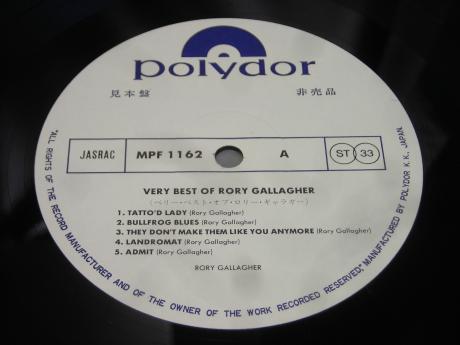 polydor
見本盤 非売品
JASRAC MPF 1162 A ST 33
VERY BEST OF RORY GALLAGHER
(ベリー・ベスト・オブ・ロリー・ギャラガー)
1. TATTO'D LADY (Rory Gallagher)
2. BULLFROG BLUES (Rory Gallagher)
3. THEY DON'T MAKE THEM LIKE YOU ANYMORE (Rory Gallagher)
4. LANDROMAT (Rory Gallagher)
5. ADMIT (Rory Gallagher)
RORY GALLAGHER
"ALL RIGHTS OF THE RECORD MANUFACTURER AND OF THE OWNER OF THE WORK RECORDED RESERVED," MANUFACTURED BY POLYDOR K.K., JAPAN.